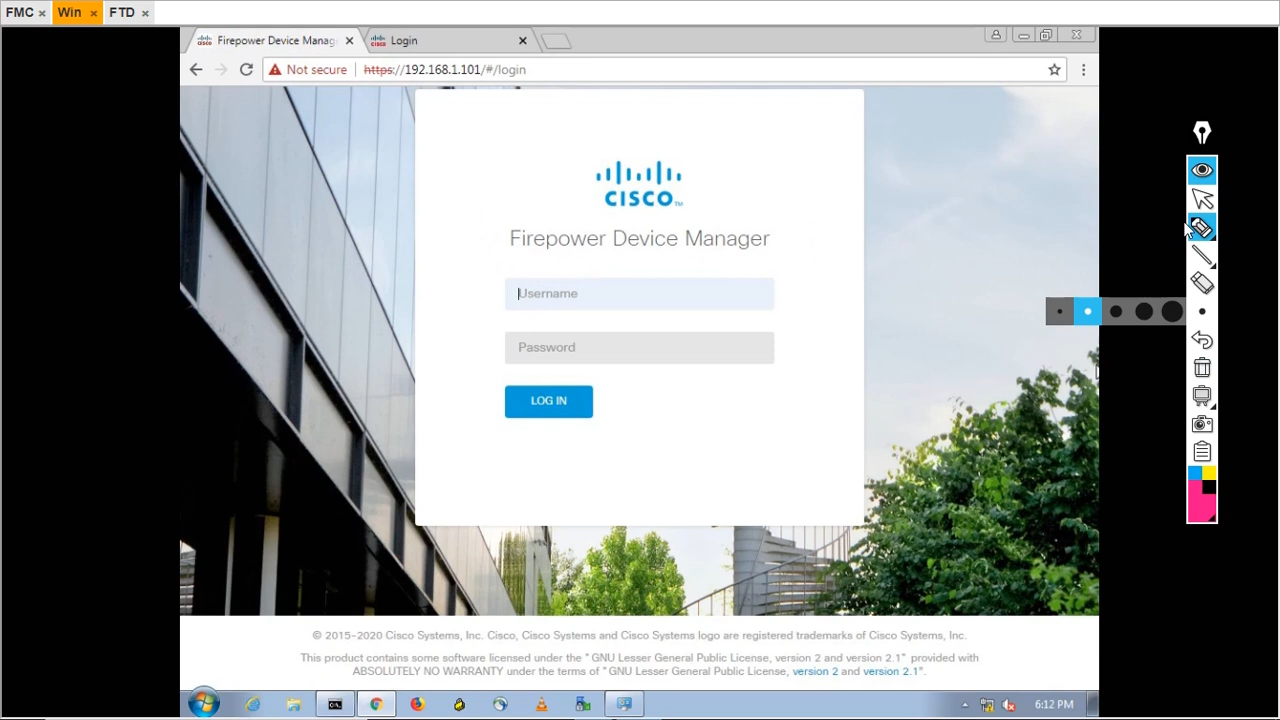 FMC × Win × FTD ×
Firepower Device Manag × Login ×
Not secure https://192.168.1.101/#/login
CISCO™
Firepower Device Manager
Username
Password
LOG IN
© 2015-2020 Cisco Systems, Inc. Cisco, Cisco Systems and Cisco Systems logo are registered trademarks of Cisco Systems, Inc.
This product contains some software licensed under the "GNU Lesser General Public License, version 2 and version 2.1" provided with
ABSOLUTELY NO WARRANTY under the terms of "GNU Lesser General Public License, version 2 and version 2.1".
6:12 PM